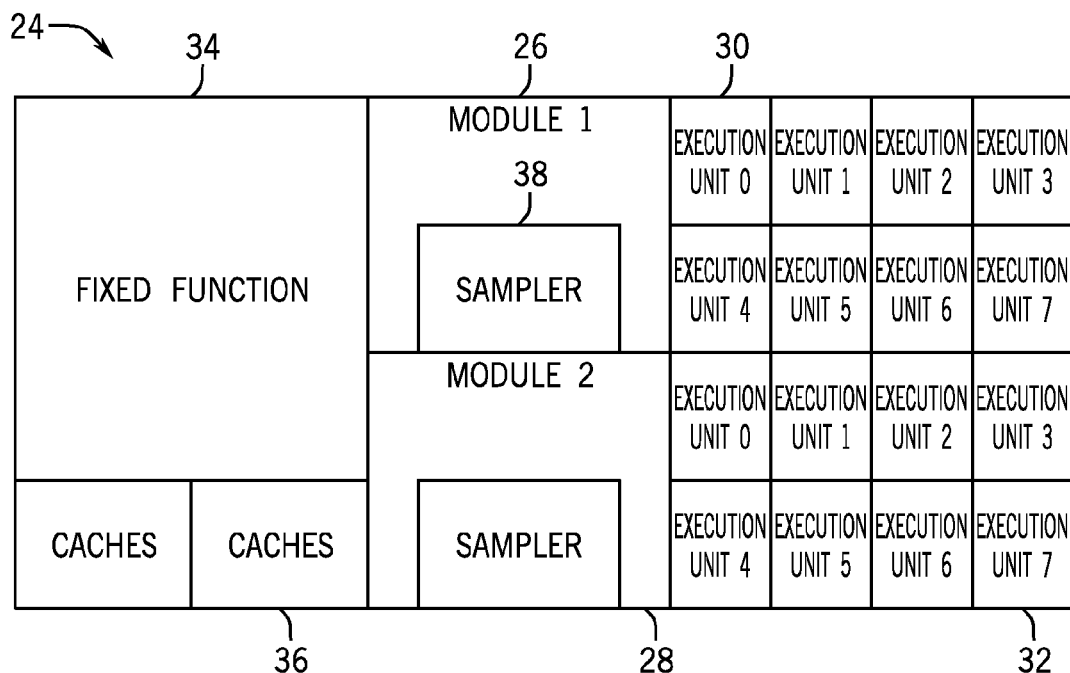 24
34
26
30
MODULE 1
EXECUTION
UNIT 0
EXECUTION
UNIT 1
EXECUTION
UNIT 2
EXECUTION
UNIT 3
38
FIXED FUNCTION
SAMPLER
EXECUTION
UNIT 4
EXECUTION
UNIT 5
EXECUTION
UNIT 6
EXECUTION
UNIT 7
MODULE 2
EXECUTION
UNIT 0
EXECUTION
UNIT 1
EXECUTION
UNIT 2
EXECUTION
UNIT 3
CACHES
CACHES
SAMPLER
EXECUTION
UNIT 4
EXECUTION
UNIT 5
EXECUTION
UNIT 6
EXECUTION
UNIT 7
36
28
32